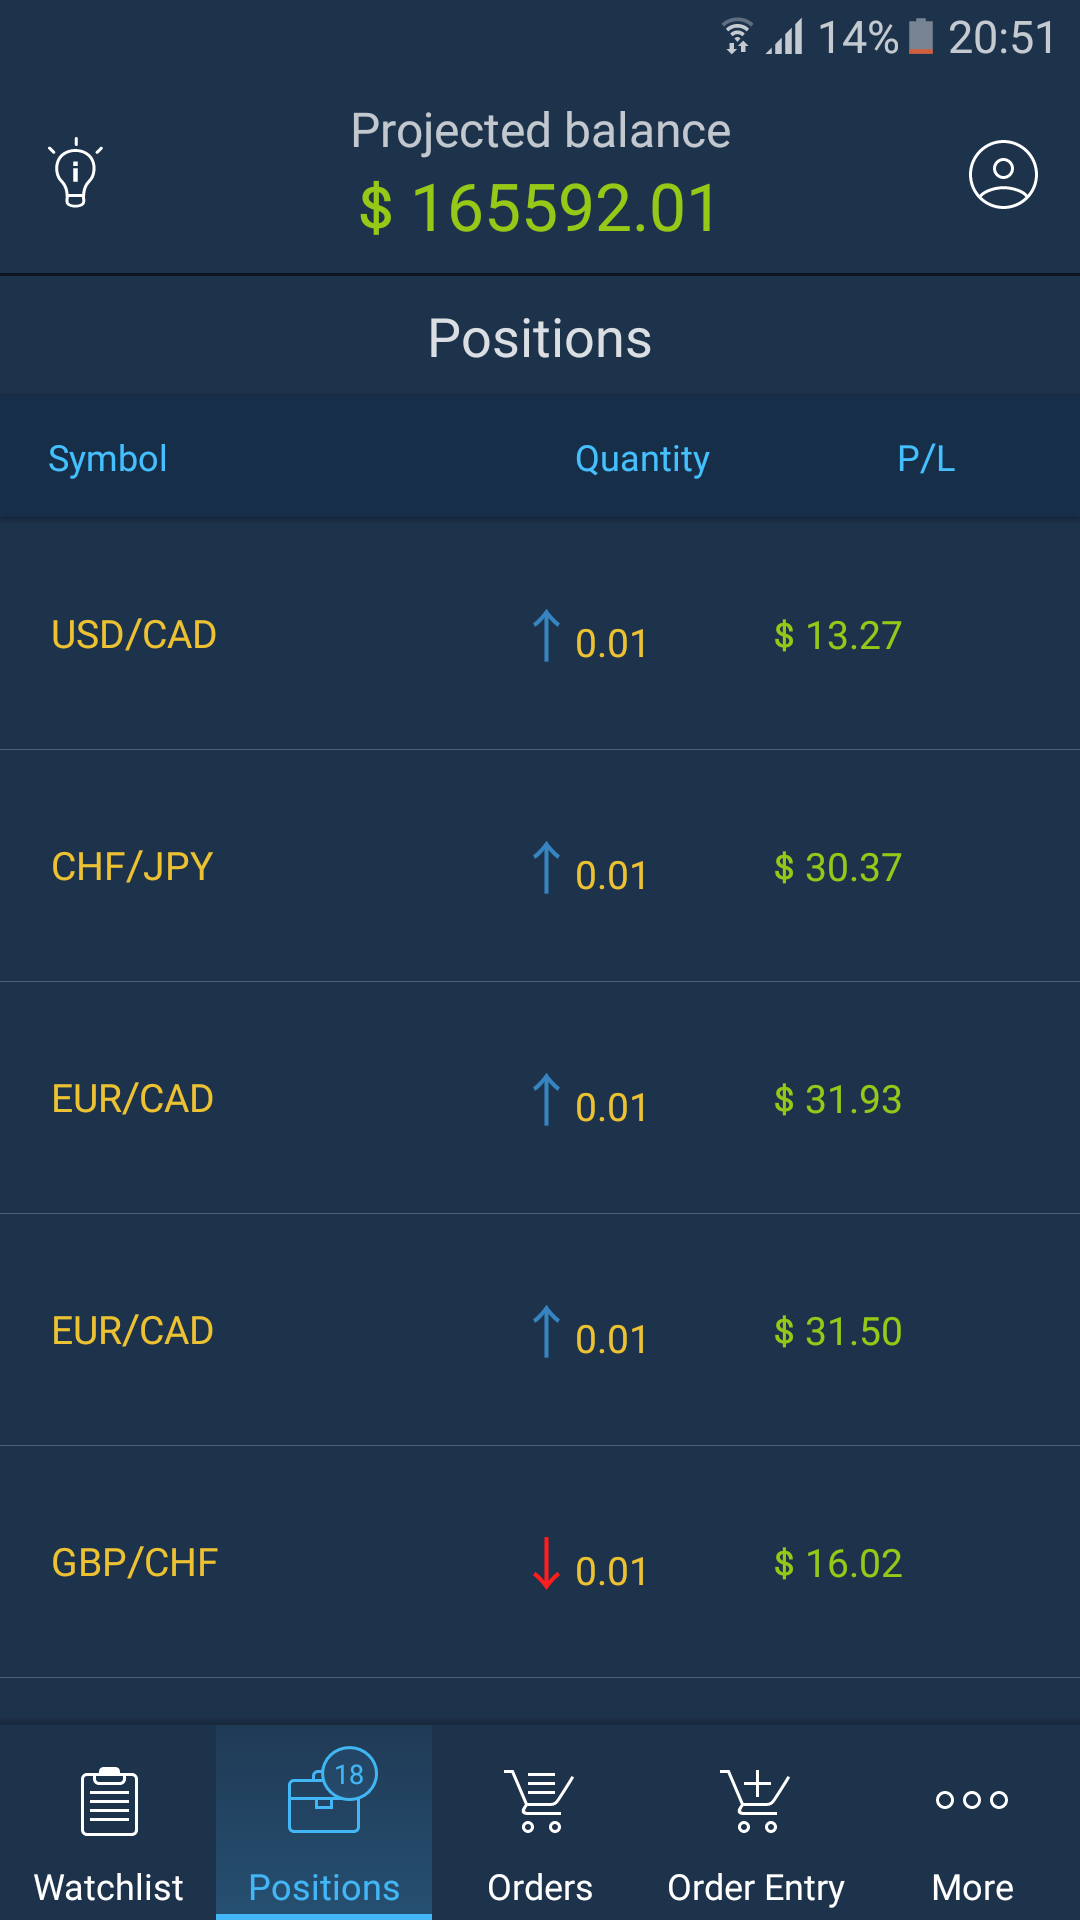 14% 20:51
Projected balance
$ 165592.01
Positions
Symbol Quantity P/L
USD/CAD 0.01 $ 13.27
CHF/JPY 0.01 $ 30.37
EUR/CAD 0.01 $ 31.93
EUR/CAD 0.01 $ 31.50
GBP/CHF 0.01 $ 16.02
18
Watchlist Positions Orders Order Entry More